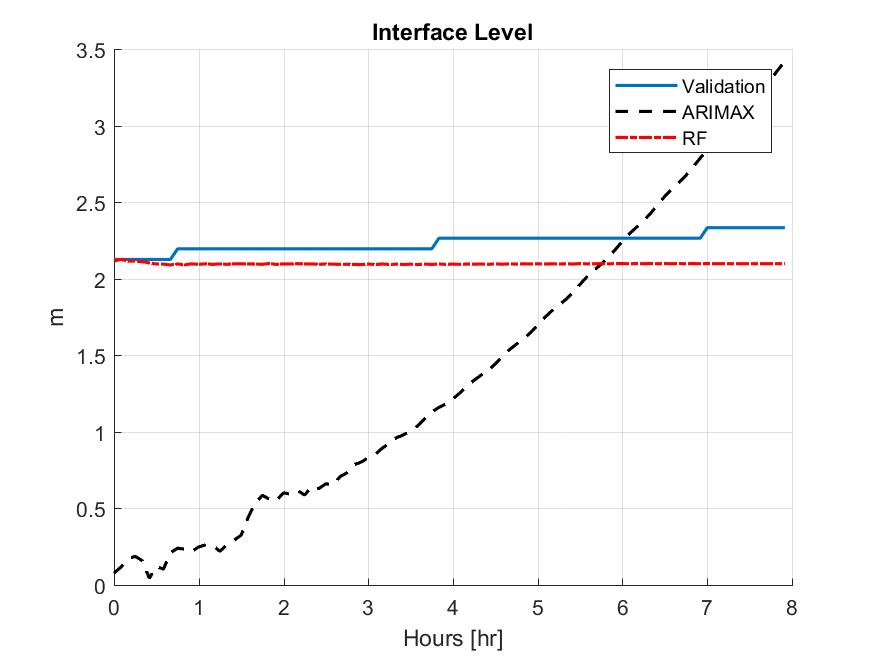 Interface Level
3.5
3
2.5
2
1.5
1
0.5
0
m
Validation
ARIMAX
RF
0 1 2 3 4 5 6 7 8
Hours [hr]